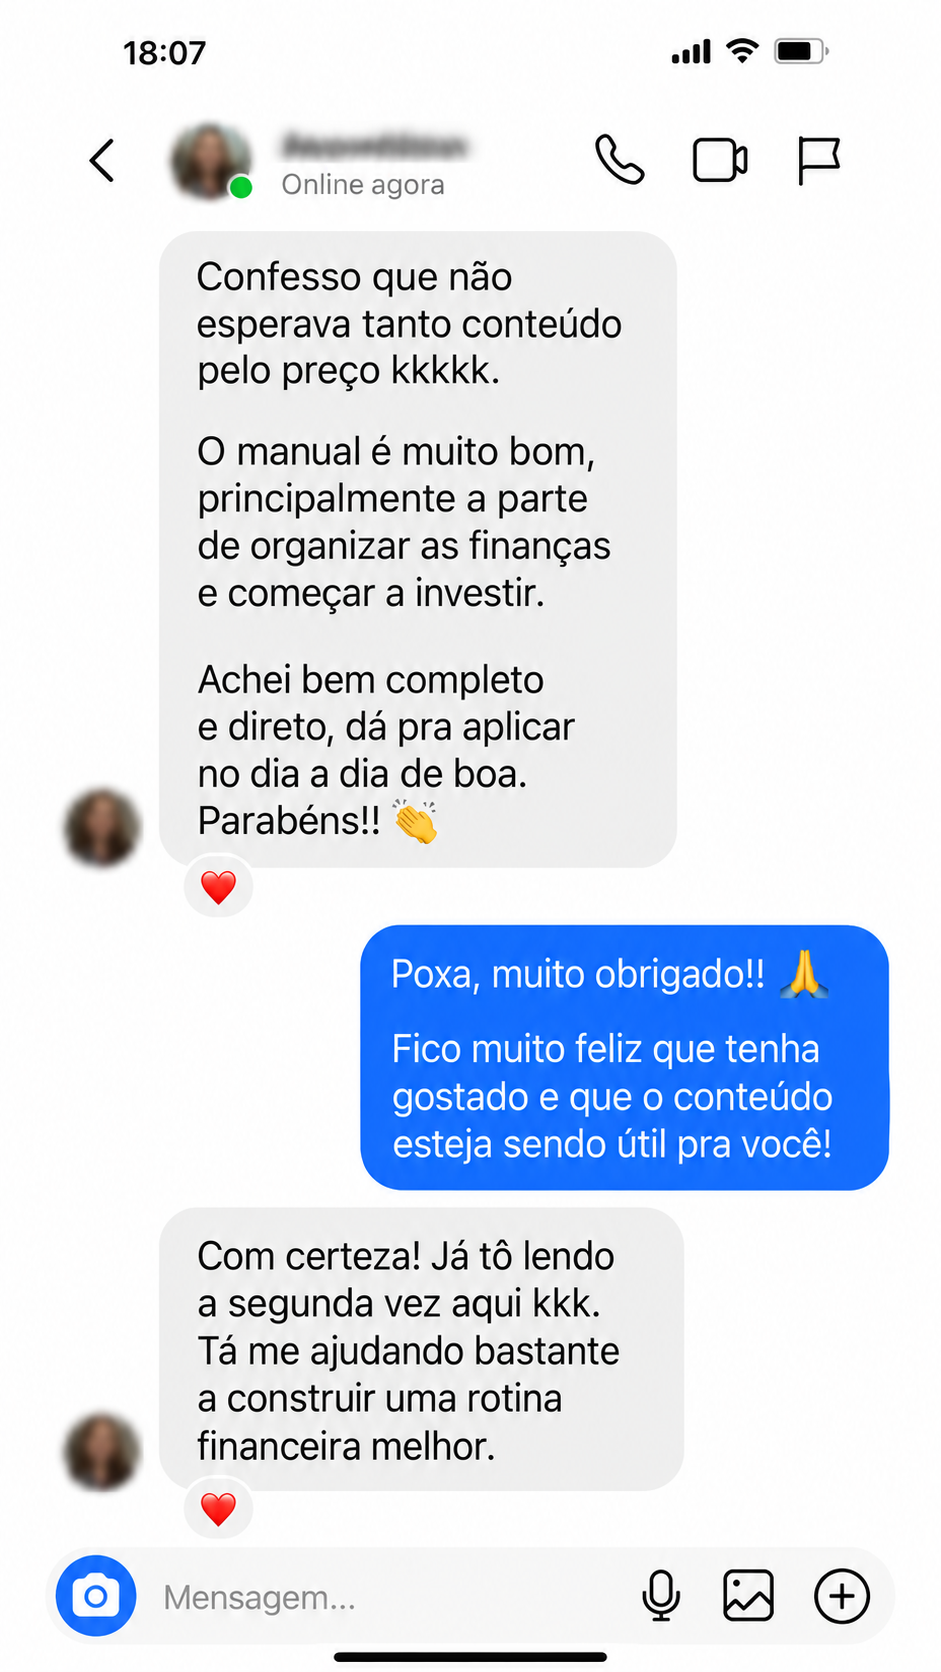 18:07
Online agora
Confesso que não
esperava tanto conteúdo
pelo preço kkkkk.
O manual é muito bom,
principalmente a parte
de organizar as finanças
e começar a investir.
Achei bem completo
e direto, dá pra aplicar
no dia a dia de boa.
Parabéns!! 👏
❤️
Poxa, muito obrigado!! 🙏
Fico muito feliz que tenha
gostado e que o conteúdo
esteja sendo útil pra você!
Com certeza! Já tô lendo
a segunda vez aqui kkk.
Tá me ajudando bastante
a construir uma rotina
financeira melhor.
❤️
Mensagem...